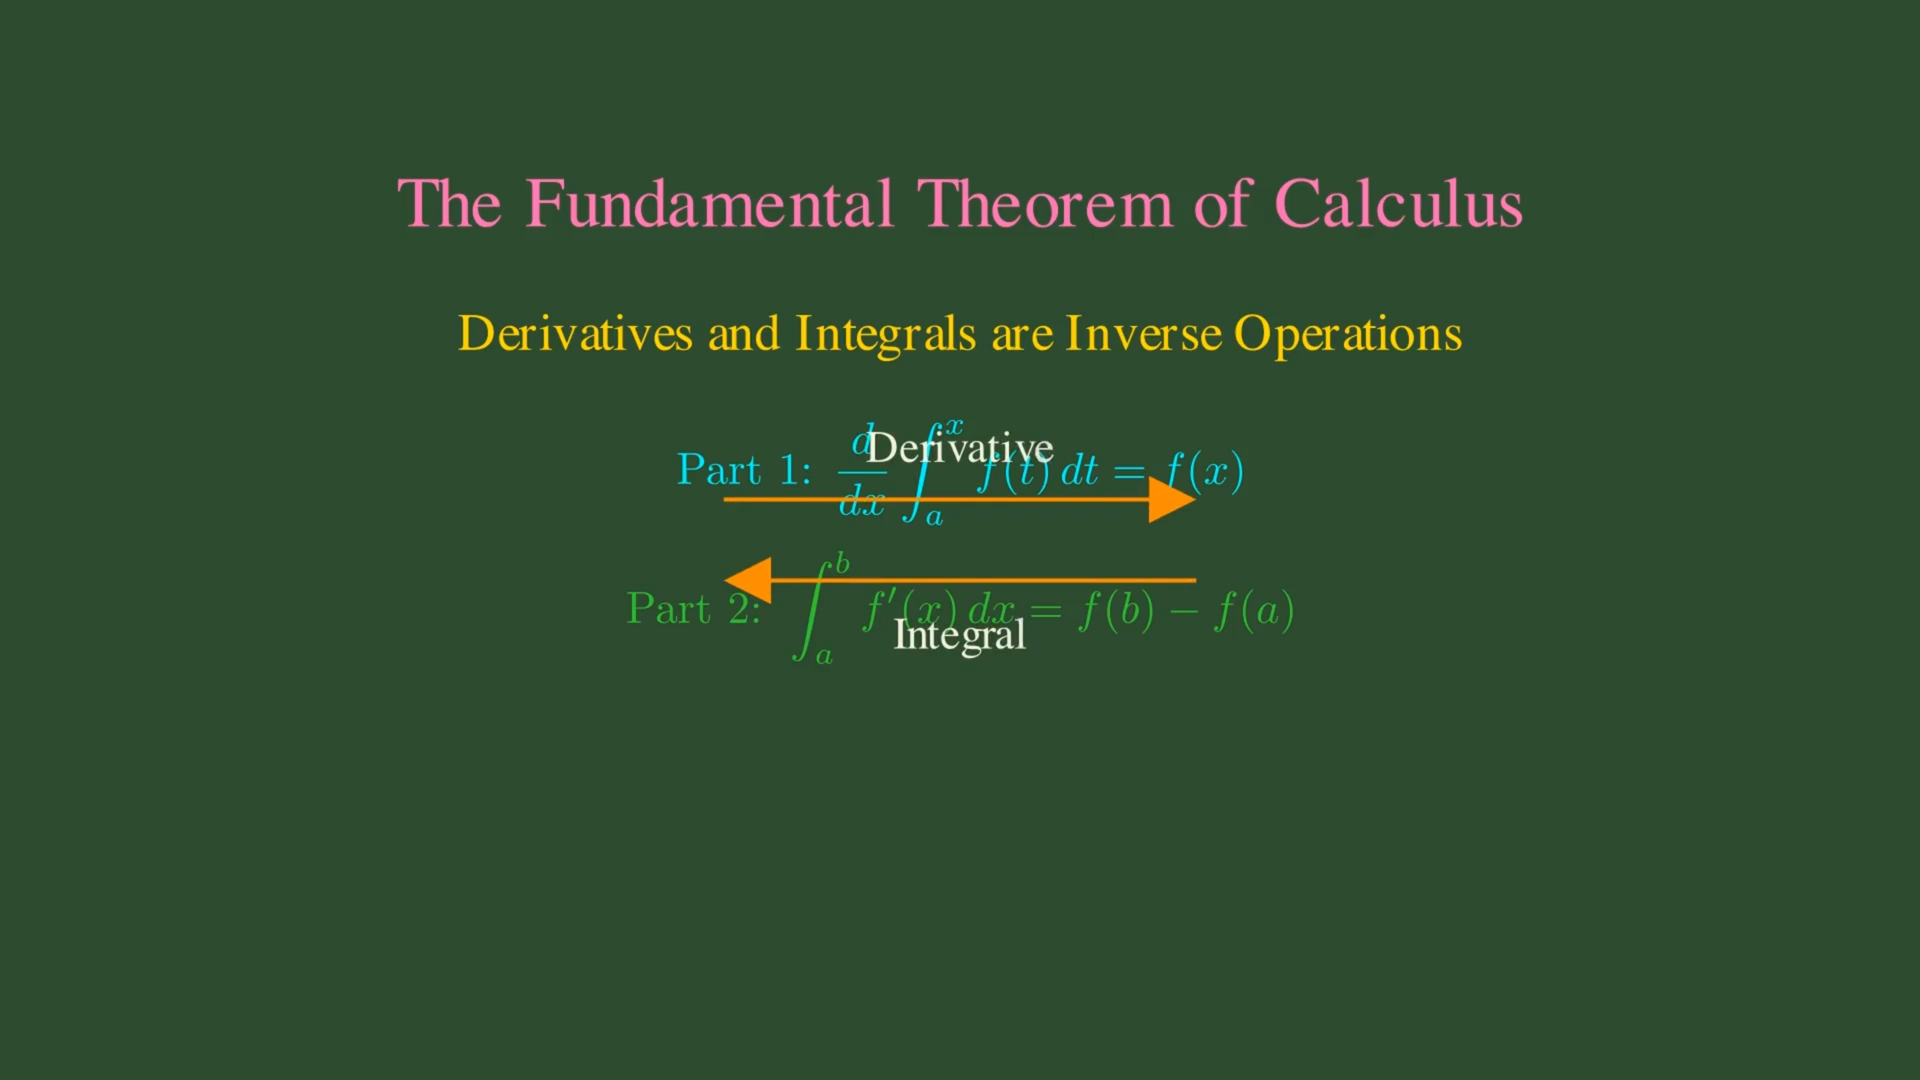 The Fundamental Theorem of Calculus
Derivatives and Integrals are Inverse Operations
Derivative
Part 1: d/dx ∫_a^x f(t) dt = f(x)
Part 2: ∫_a^b f′(x) dx = f(b) − f(a)
Integral